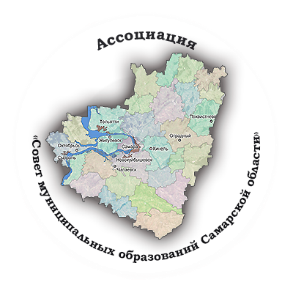 Ассоциация
«Совет муниципальных образований Самарской области»
Тольятти
Похвистнево
Жигулевск
Отрадный
Октябрьск
Самара
Кинель
Сызрань
Новокуйбышевск
Чапаевск